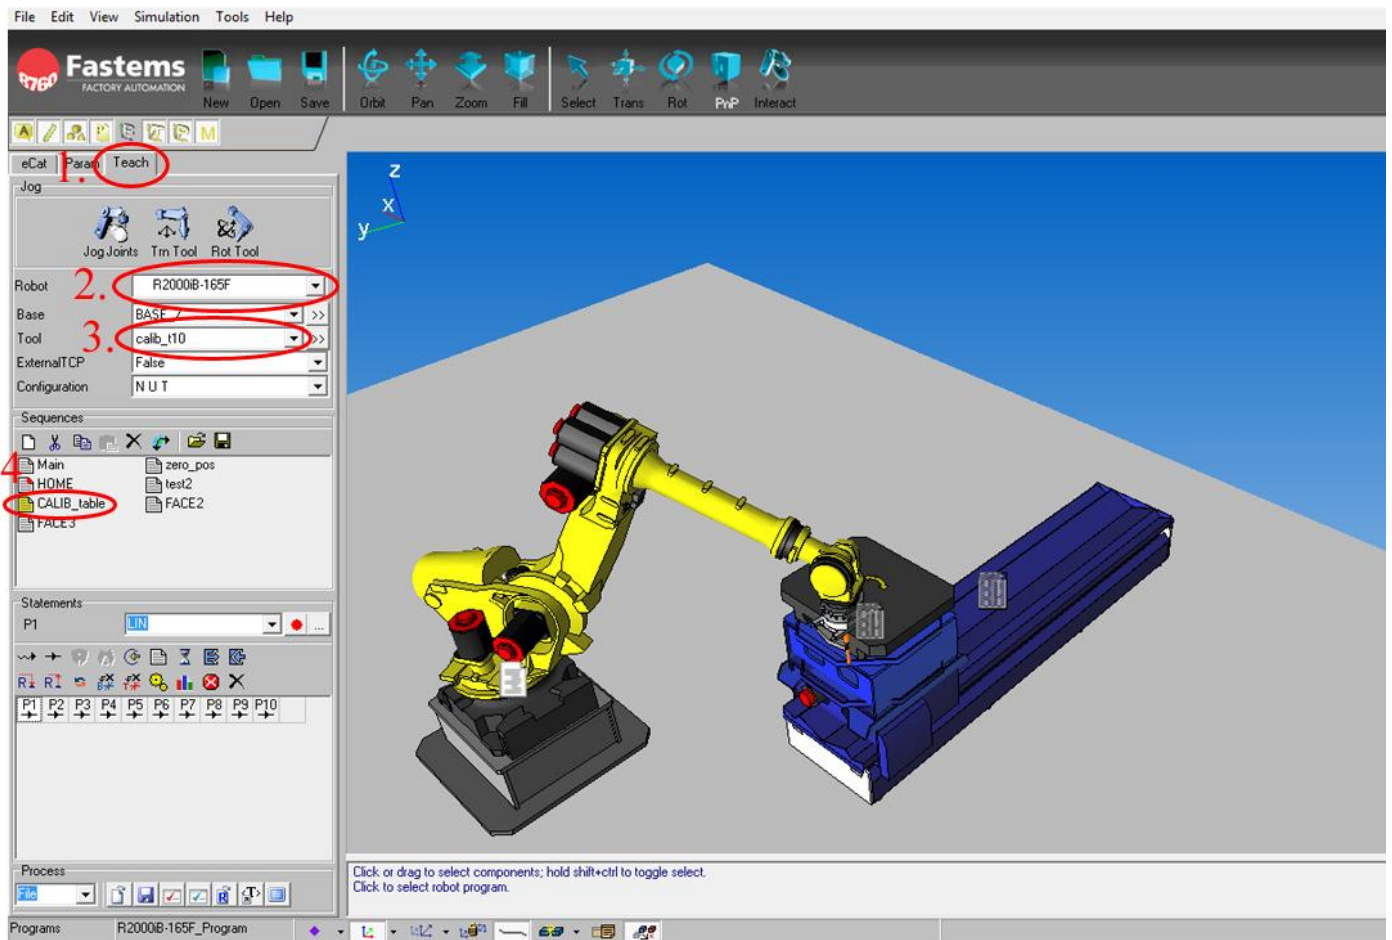 File Edit View Simulation Tools Help
9760 Fastems
FACTORY AUTOMATION
New Open Save Orbit Pan Zoom Fill Select Trans Rot PnP Interact
eCat Param Teach
1.
Jog
Jog Joints Trn Tool Rot Tool
Robot 2. R2000iB-165F
Base BASE_7 >>
Tool 3. calib_t10 >>
ExternalTCP False
Configuration N U T
Sequences
4
Main zero_pos
HOME test2
CALIB_table FACE2
FACE3
Statements
P1 LIN ...
P1 P2 P3 P4 P5 P6 P7 P8 P9 P10
Process
File
Programs R2000iB-165F_Program
z
x
y
Click or drag to select components; hold shift+ctrl to toggle select.
Click to select robot program.